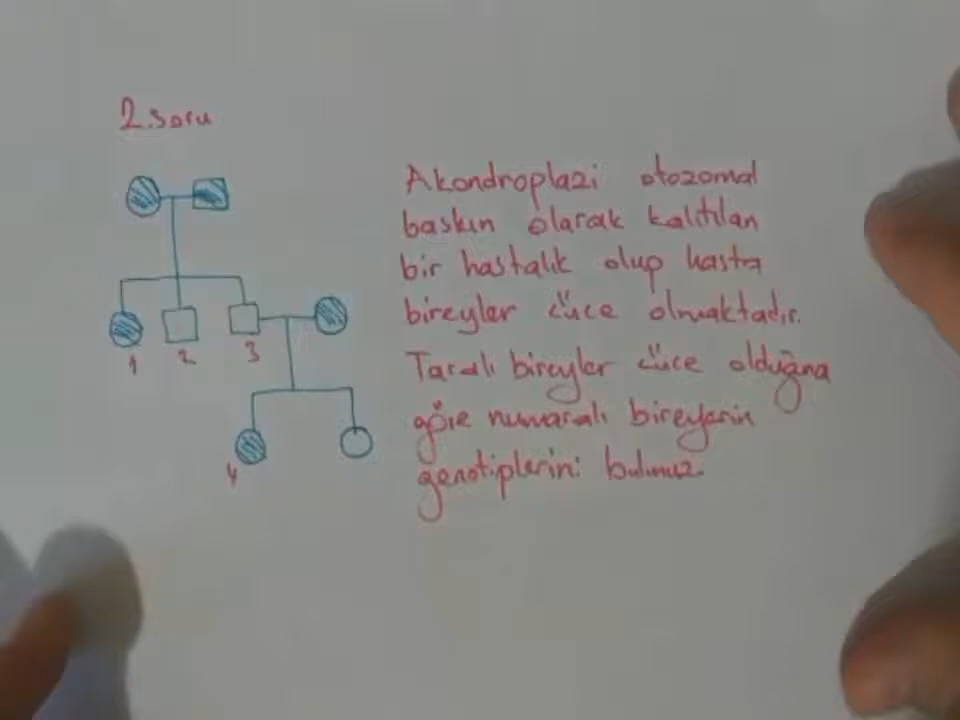 2.soru
Akondroplazi otozomal
baskın olarak kalıtılan
bir hastalık olup hasta
bireyler cüce olmaktadır.
Taralı bireyler cüce olduğuna
göre numaralı bireylerin
genotiplerini bulunuz.
1 2 3
4